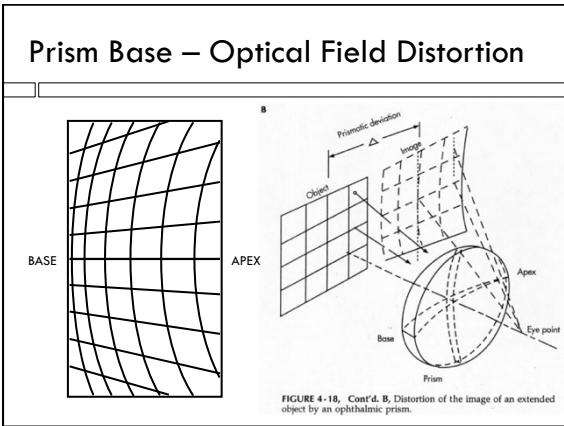 Prism Base – Optical Field Distortion
BASE
APEX
B
Prismatic deviation
Δ
Image
Object
Apex
Base
Eye point
Prism
FIGURE 4-18, Cont'd. B, Distortion of the image of an extended
object by an ophthalmic prism.